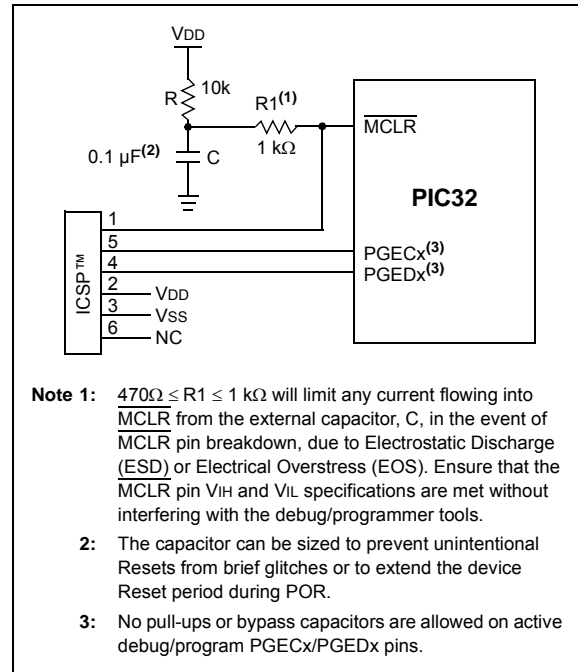 VDD
R 10k
R1(1)
0.1 µF(2) C
1 kΩ
MCLR
PIC32
ICSP™
1
5
4
2
3
6
PGECx(3)
PGEDx(3)
VDD
VSS
NC
Note 1: 470Ω ≤ R1 ≤ 1 kΩ will limit any current flowing into
MCLR from the external capacitor, C, in the event of
MCLR pin breakdown, due to Electrostatic Discharge
(ESD) or Electrical Overstress (EOS). Ensure that the
MCLR pin VIH and VIL specifications are met without
interfering with the debug/programmer tools.
2: The capacitor can be sized to prevent unintentional
Resets from brief glitches or to extend the device
Reset period during POR.
3: No pull-ups or bypass capacitors are allowed on active
debug/program PGECx/PGEDx pins.